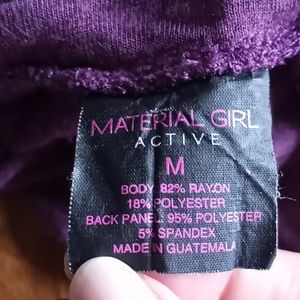 MATERIAL GIRL
ACTIVE
M
BODY 82% RAYON
18% POLYESTER
BACK PANEL 95% POLYESTER
5% SPANDEX
MADE IN GUATEMALA